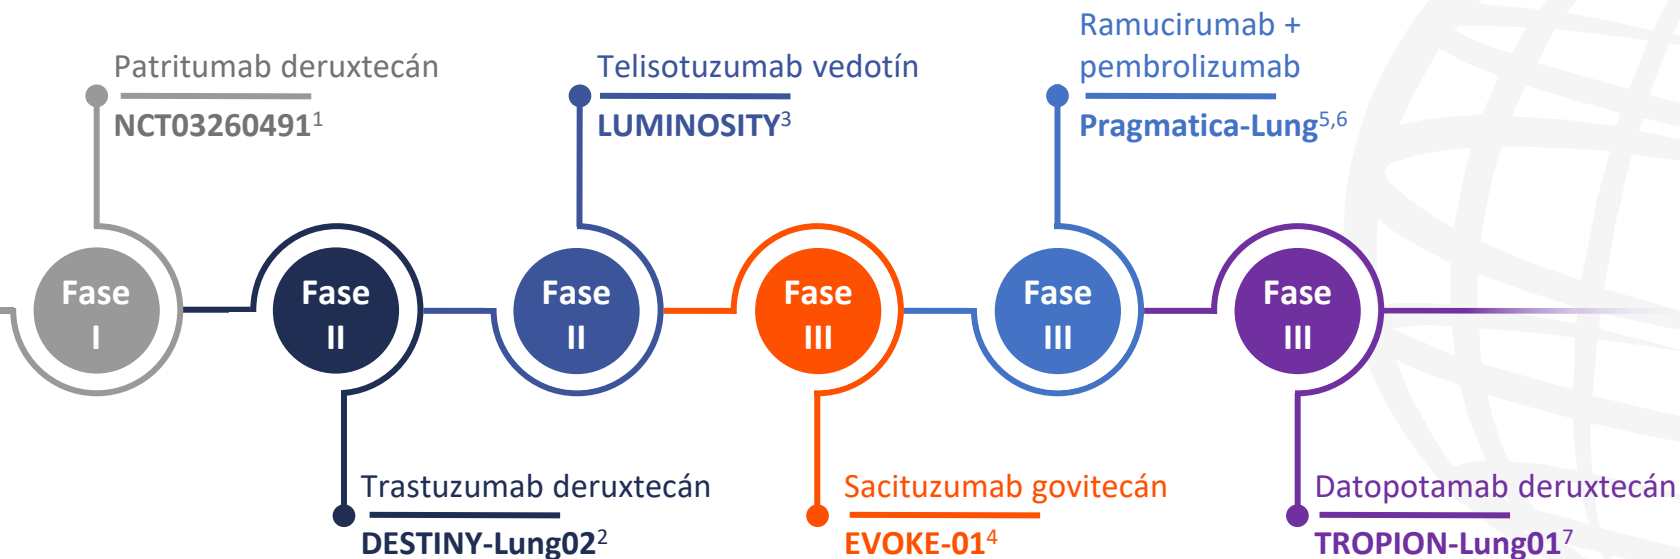 Patritumab deruxtecán
NCT03260491¹
Telisotuzumab vedotín
LUMINOSITY³
Ramucirumab +
pembrolizumab
Pragmatica-Lung⁵,⁶
Fase
I
Fase
II
Fase
II
Fase
III
Fase
III
Fase
III
Trastuzumab deruxtecán
DESTINY-Lung02²
Sacituzumab govitecán
EVOKE-01⁴
Datopotamab deruxtecán
TROPION-Lung01⁷